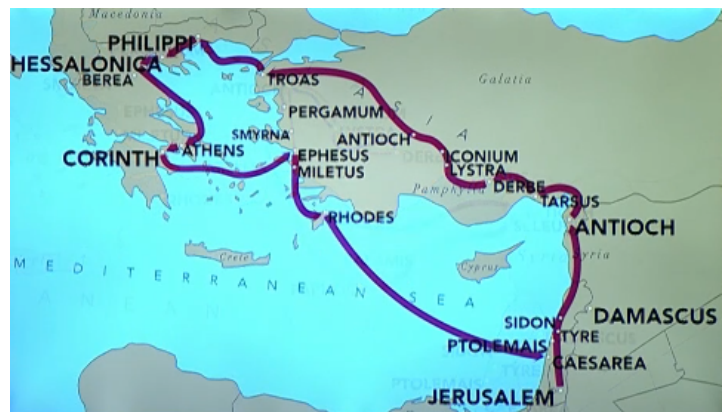 Macedonia
PHILIPPI
HESSALONICA
BEREA
TROAS
Galatia
ASIA
PERGAMUM
SMYRNA
ANTIOCH
ICONIUM
LYSTRA
DERBE
Pamphylia
TARSUS
CORINTH
ATHENS
EPHESUS
MILETUS
RHODES
ANTIOCH
Syria
Crete
Cyprus
MEDITERRANEAN SEA
DAMASCUS
SIDON
TYRE
PTOLEMAIS
CAESAREA
JERUSALEM